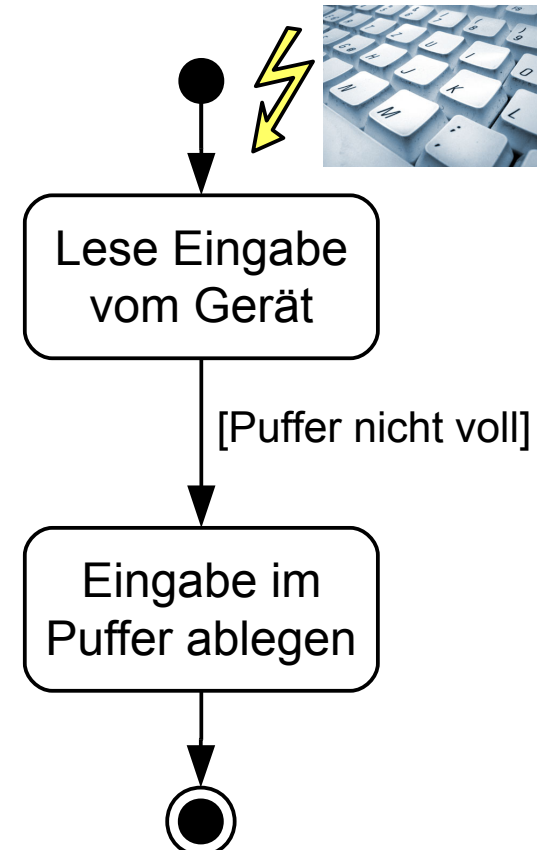 Lese Eingabe
vom Gerät
[Puffer nicht voll]
Eingabe im
Puffer ablegen